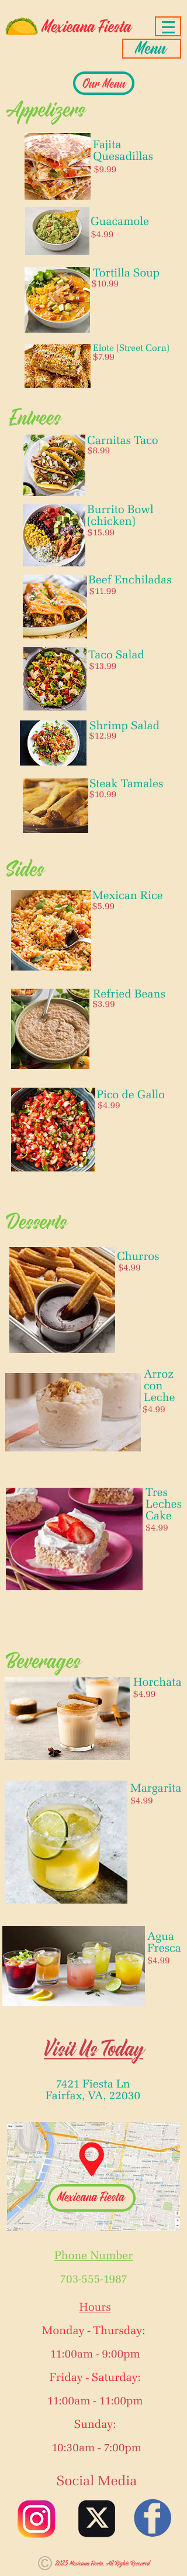 Mexicana Fiesta
Menu
Our Menu
Appetizers
Fajita
Quesadillas
$9.99
Guacamole
$4.99
Tortilla Soup
$10.99
Elote (Street Corn)
$7.99
Entrees
Carnitas Taco
$8.99
Burrito Bowl
(chicken)
$15.99
Beef Enchiladas
$11.99
Taco Salad
$13.99
Shrimp Salad
$12.99
Steak Tamales
$10.99
Sides
Mexican Rice
$5.99
Refried Beans
$3.99
Pico de Gallo
$4.99
Desserts
Churros
$4.99
Arroz
con
Leche
$4.99
Tres
Leches
Cake
$4.99
Beverages
Horchata
$4.99
Margarita
$4.99
Agua
Fresca
$4.99
Visit Us Today
7421 Fiesta Ln
Fairfax, VA, 22030
Mexicana Fiesta
Phone Number
703-555-1987
Hours
Monday - Thursday:
11:00am - 9:00pm
Friday - Saturday:
11:00am - 11:00pm
Sunday:
10:30am - 7:00pm
Social Media
© 2025 Mexicana Fiesta. All Rights Reserved